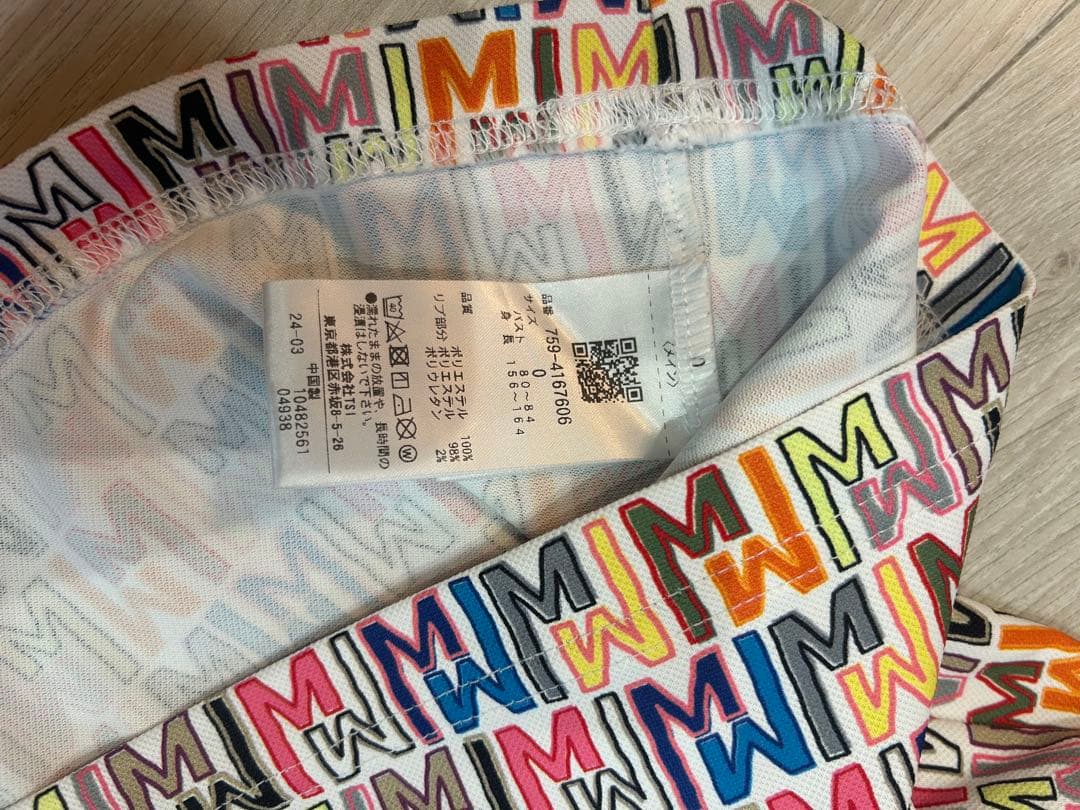 〈メイン〉
品番 759-4167606
サイズ 0
バスト 80~84
身長 156~164
品質
ポリエステル 100%
リブ部分 ポリエステル 98%
ポリウレタン 2%
40
W
●濡れたままの放置や、長時間の
浸漬はしないで下さい。
株式会社TSI
東京都港区赤坂8-5-26
24-03 中国製
10482561
04938